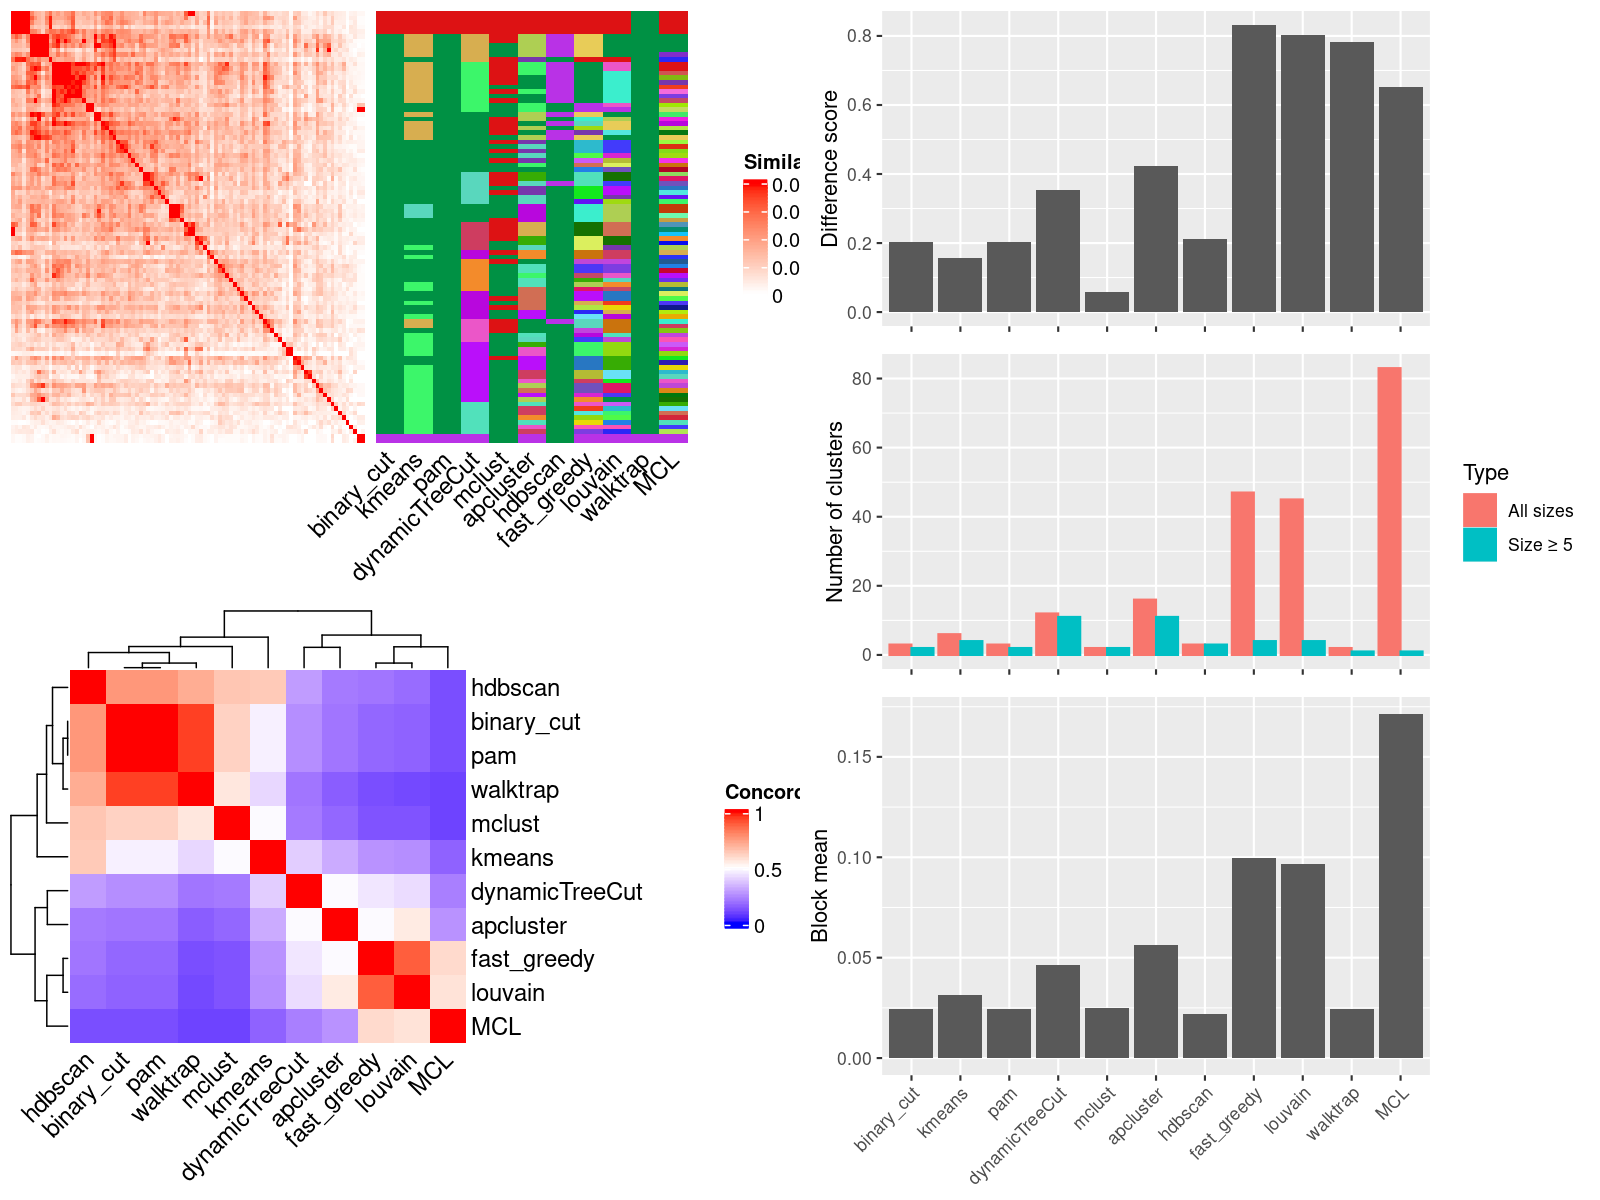 Simila
0.0
0.0
0.0
0.0
0
binary_cut
kmeans
pam
dynamicTreeCut
mclust
apcluster
hdbscan
fast_greedy
louvain
walktrap
MCL
hdbscan
binary_cut
pam
walktrap
mclust
kmeans
dynamicTreeCut
apcluster
fast_greedy
louvain
MCL
hdbscan
binary_cut
pam
walktrap
mclust
kmeans
dynamicTreeCut
apcluster
fast_greedy
louvain
MCL
Concord
1
0.5
0
Difference score
0.8
0.6
0.4
0.2
0.0
Number of clusters
80
60
40
20
0
Type
All sizes
Size ≥ 5
Block mean
0.15
0.10
0.05
0.00
binary_cut
kmeans
pam
dynamicTreeCut
mclust
apcluster
hdbscan
fast_greedy
louvain
walktrap
MCL